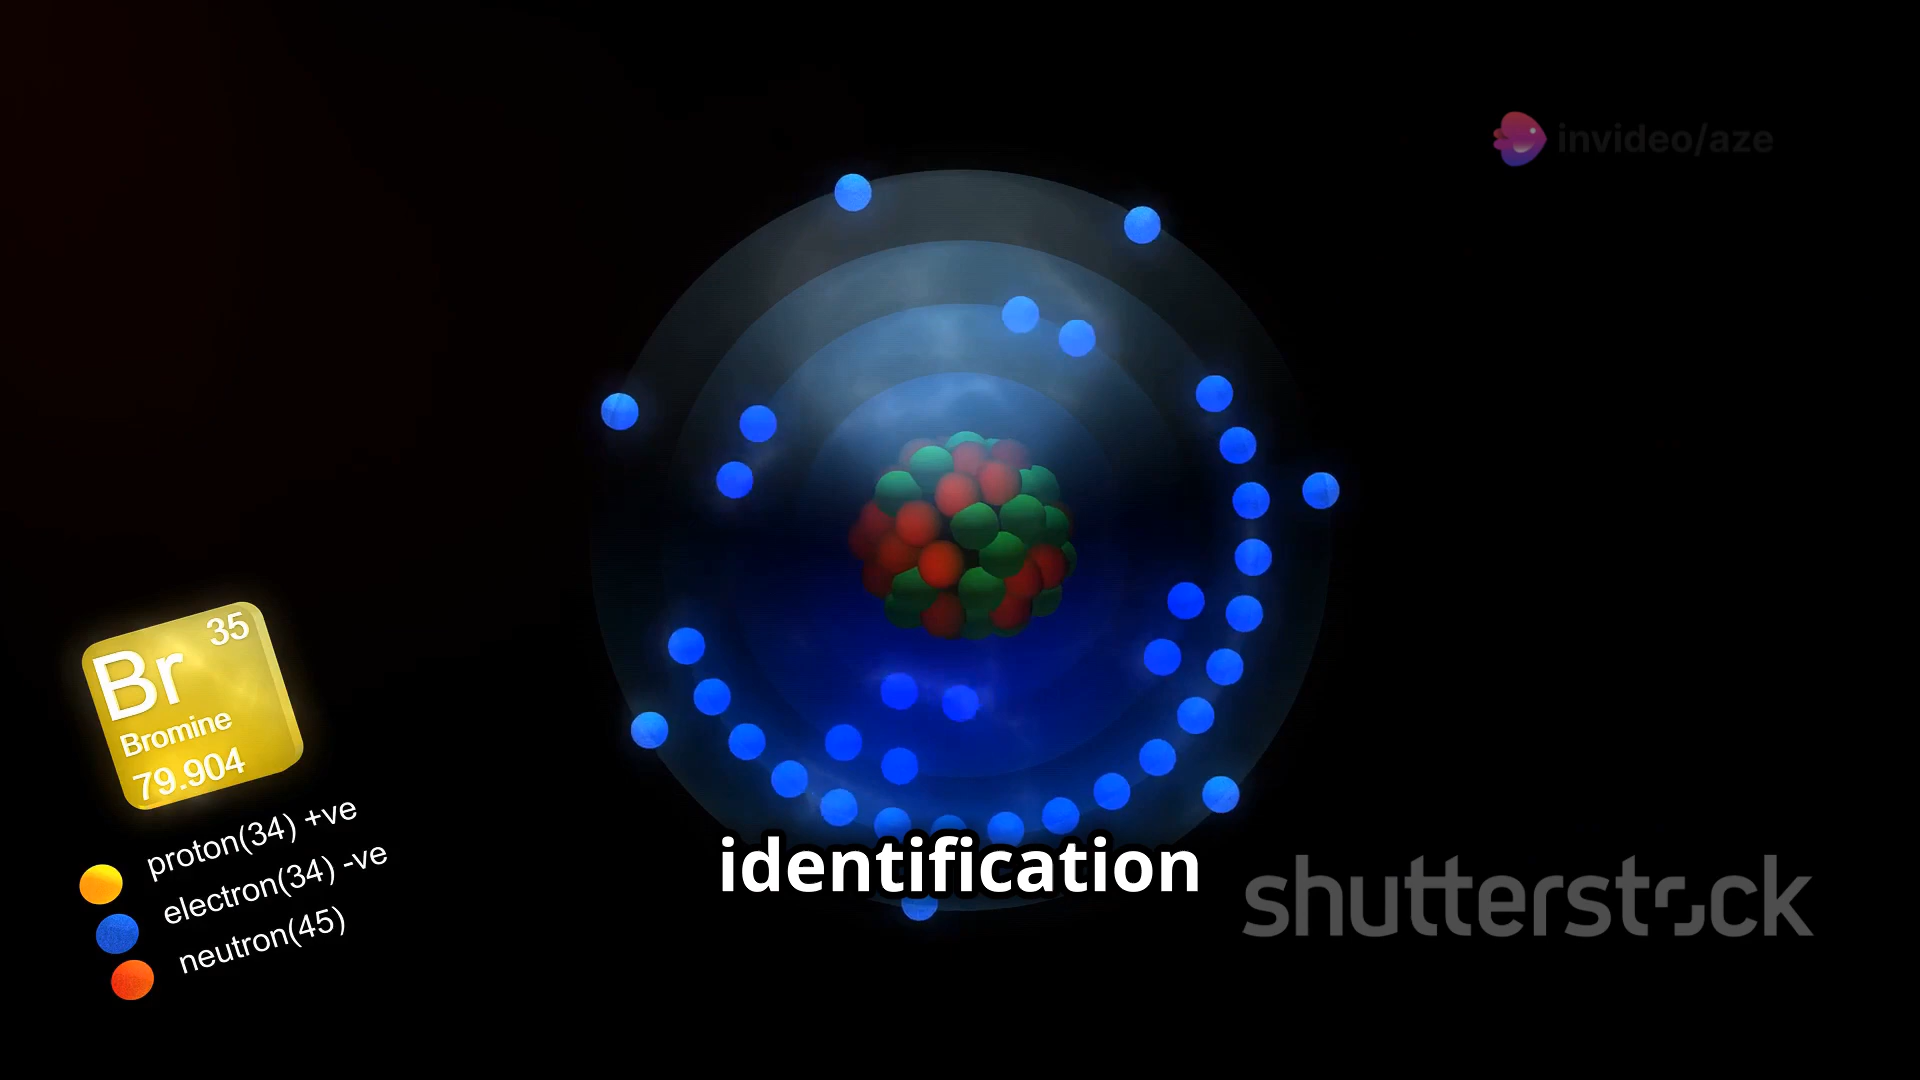 invideo/aze
35
Br
Bromine
79.904
proton(34) +ve
electron(34) -ve
neutron(45)
identification
shutterstock